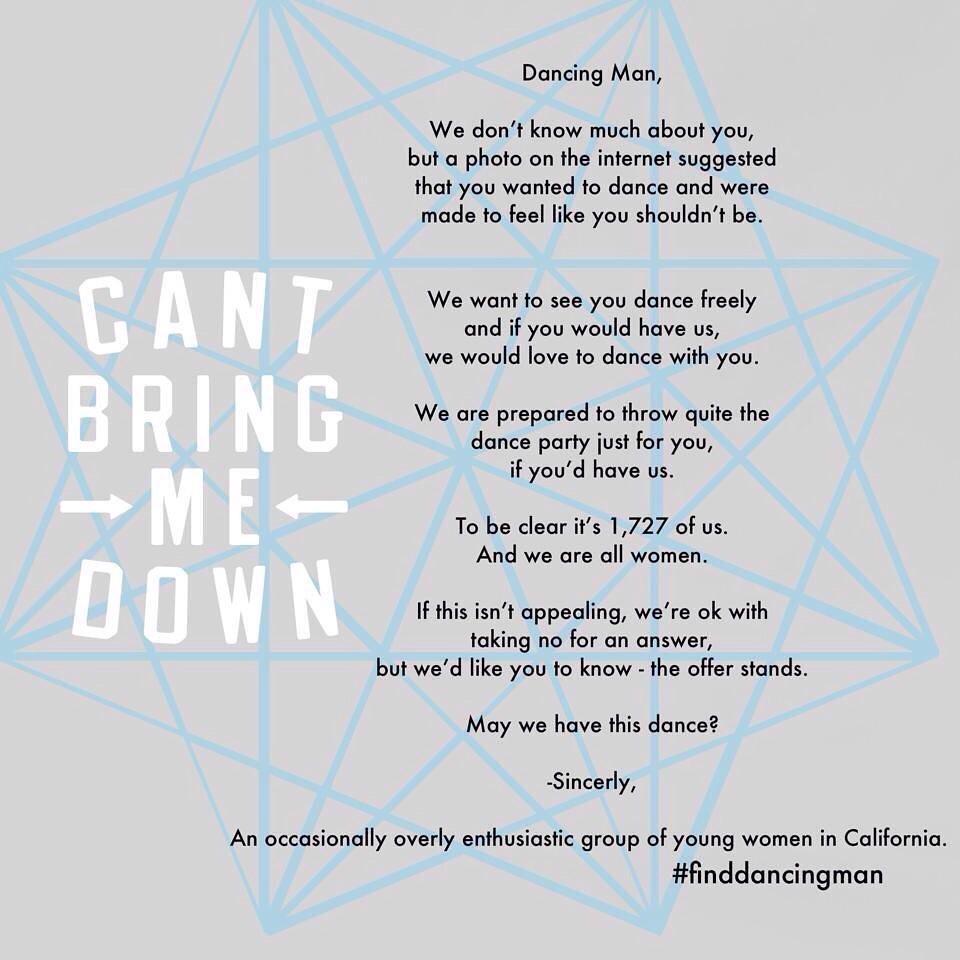 CANT
BRING
ME
DOWN
Dancing Man,
We don't know much about you,
but a photo on the internet suggested
that you wanted to dance and were
made to feel like you shouldn't be.
We want to see you dance freely
and if you would have us,
we would love to dance with you.
We are prepared to throw quite the
dance party just for you,
if you'd have us.
To be clear it's 1,727 of us.
And we are all women.
If this isn't appealing, we're ok with
taking no for an answer,
but we'd like you to know - the offer stands.
May we have this dance?
-Sincerly,
An occasionally overly enthusiastic group of young women in California.
#finddancingman